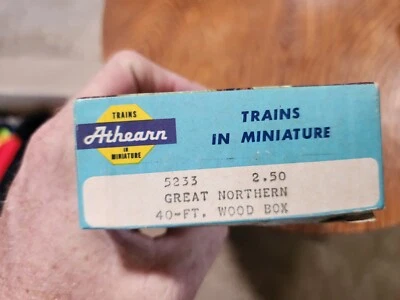 TRAINS
Athearn
IN
MINIATURE
TRAINS
IN MINIATURE
5233 2.50
GREAT NORTHERN
40-FT. WOOD BOX